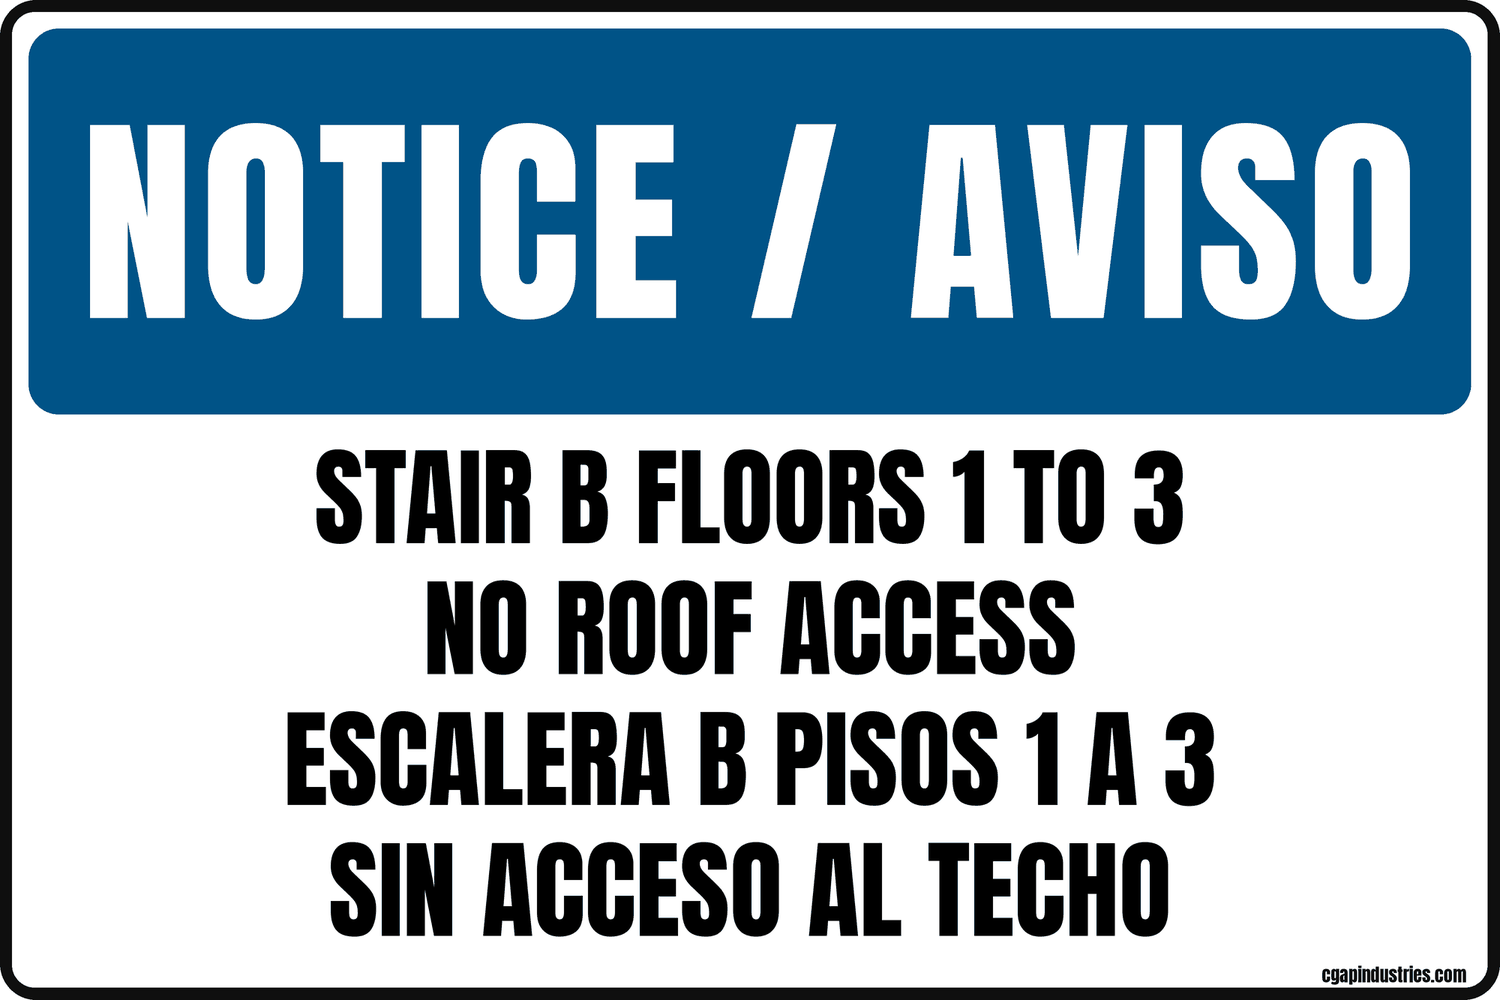 NOTICE / AVISO
STAIR B FLOORS 1 TO 3
NO ROOF ACCESS
ESCALERA B PISOS 1 A 3
SIN ACCESO AL TECHO
cgapindustries.com